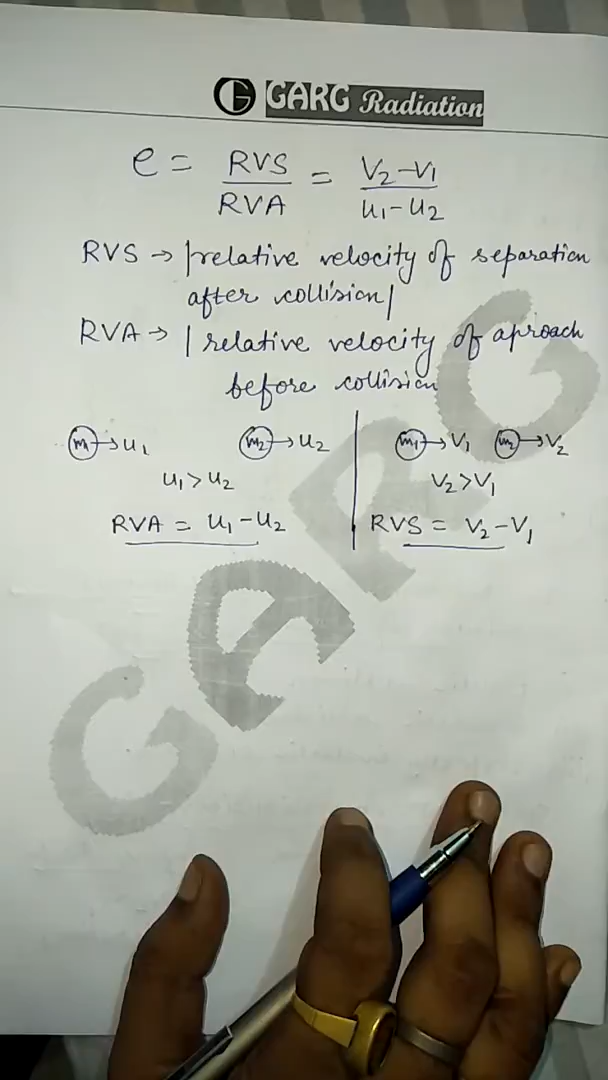 G GARG Radiation
e = RVS/RVA = V2-V1/u1-u2
RVS → |relative velocity of separation
after collision|
RVA → | relative velocity of aproach
before collision
m1 → u1 m2 → u2 m1 → V1 m2 → V2
u1 > u2 V2 > V1
RVA = u1 - u2 RVS = V2 - V1
GARG